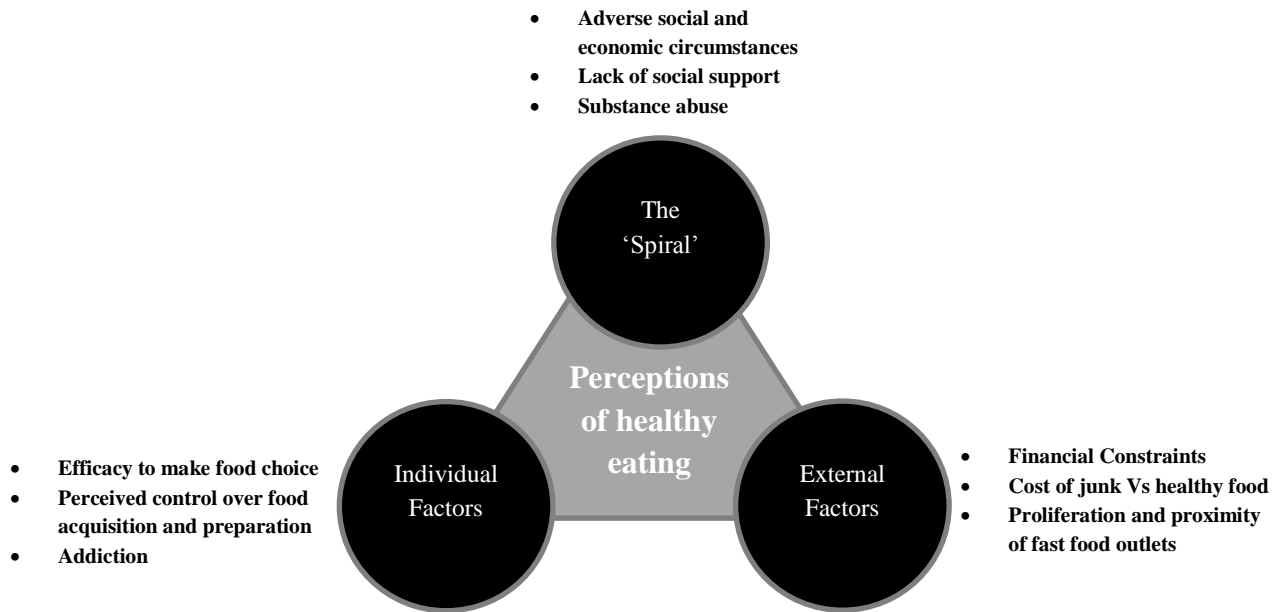 • Adverse social and
economic circumstances
• Lack of social support
• Substance abuse
The
‘Spiral’
Perceptions
of healthy
eating
• Efficacy to make food choice
• Perceived control over food
acquisition and preparation
• Addiction
Individual
Factors
External
Factors
• Financial Constraints
• Cost of junk Vs healthy food
• Proliferation and proximity
of fast food outlets